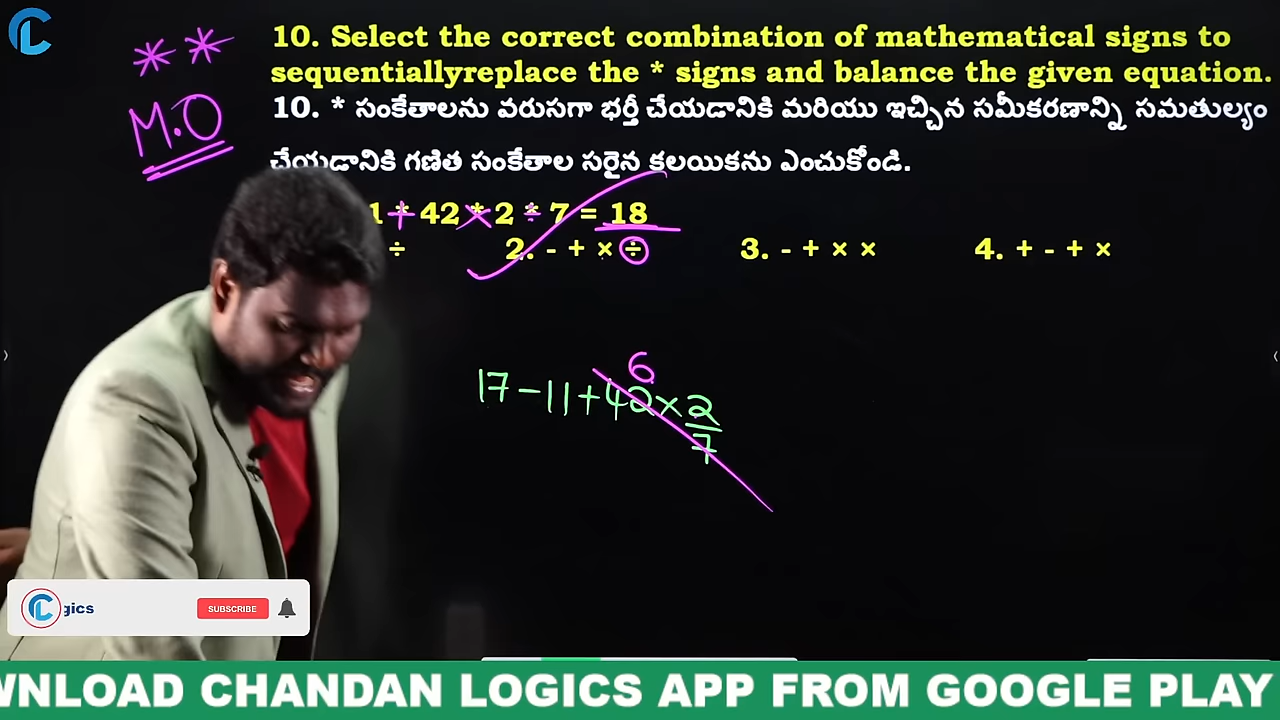 10. Select the correct combination of mathematical signs to
sequentiallyreplace the * signs and balance the given equation.
* *
M.O
10. * సంకేతాలను వరుసగా భర్తీ చేయడానికి మరియు ఇచ్చిన సమీకరణాన్ని సమతుల్యం
చేయడానికి గణిత సంకేతాల సరైన కలయికను ఎంచుకోండి.
1 + 42 × 2 ÷ 7 = 18
÷ 2. - + × ÷ 3. - + × × 4. + - + ×
6
17 - 11 + 42 × 2
7
gics SUBSCRIBE
WNLOAD CHANDAN LOGICS APP FROM GOOGLE PLAY